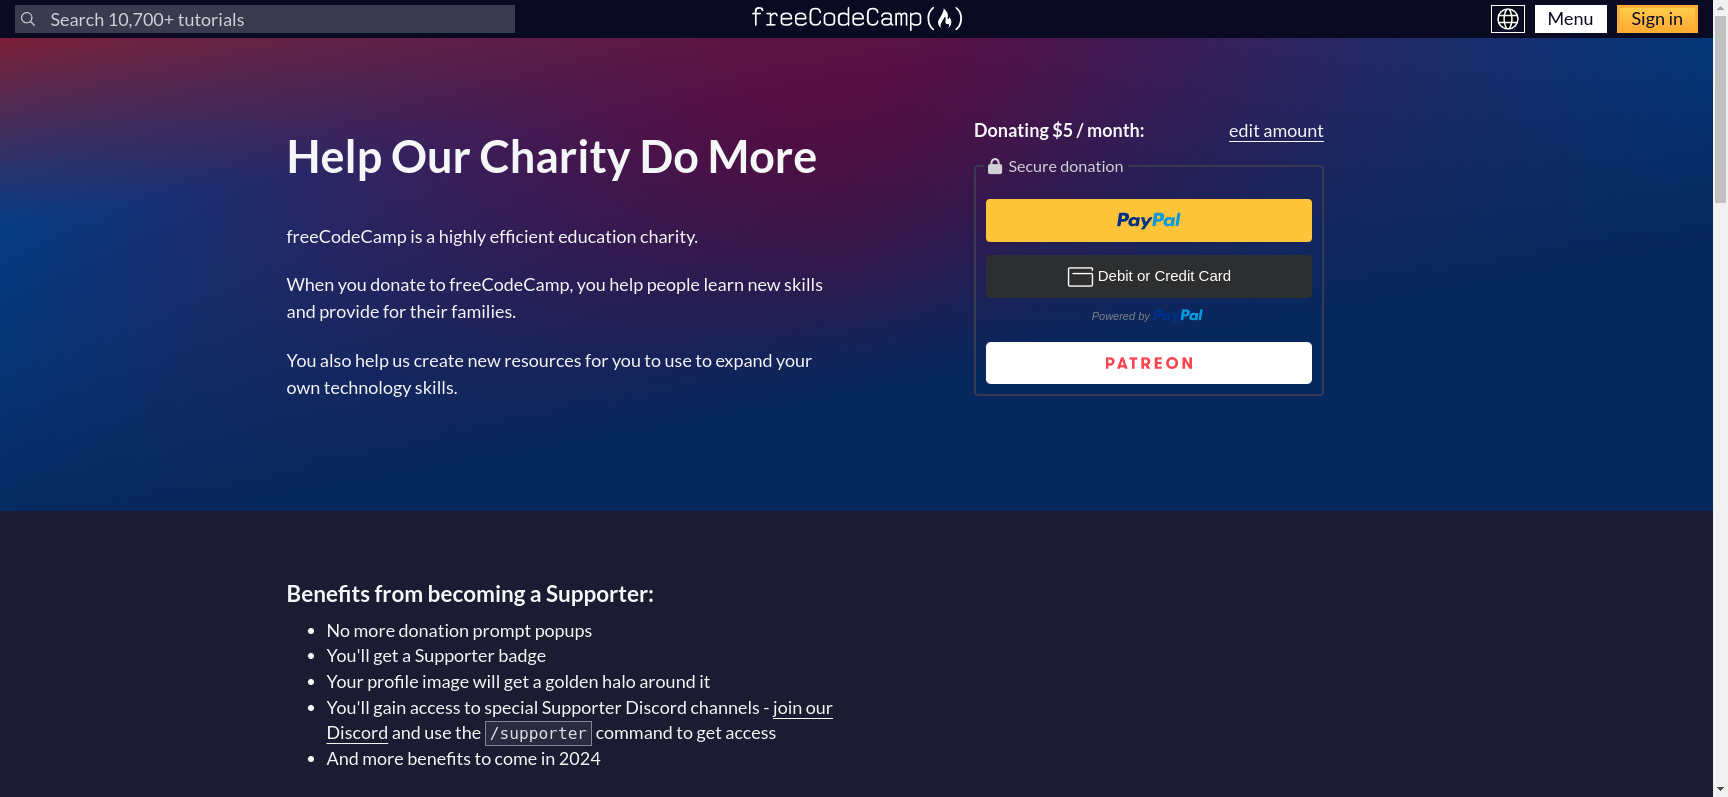 Search 10,700+ tutorials
freeCodeCamp(🔥)
Menu
Sign in
Help Our Charity Do More
freeCodeCamp is a highly efficient education charity.
When you donate to freeCodeCamp, you help people learn new skills
and provide for their families.
You also help us create new resources for you to use to expand your
own technology skills.
Donating $5 / month:
edit amount
Secure donation
PayPal
Debit or Credit Card
Powered by PayPal
PATREON
Benefits from becoming a Supporter:
• No more donation prompt popups
• You'll get a Supporter badge
• Your profile image will get a golden halo around it
• You'll gain access to special Supporter Discord channels - join our
Discord and use the /supporter command to get access
• And more benefits to come in 2024